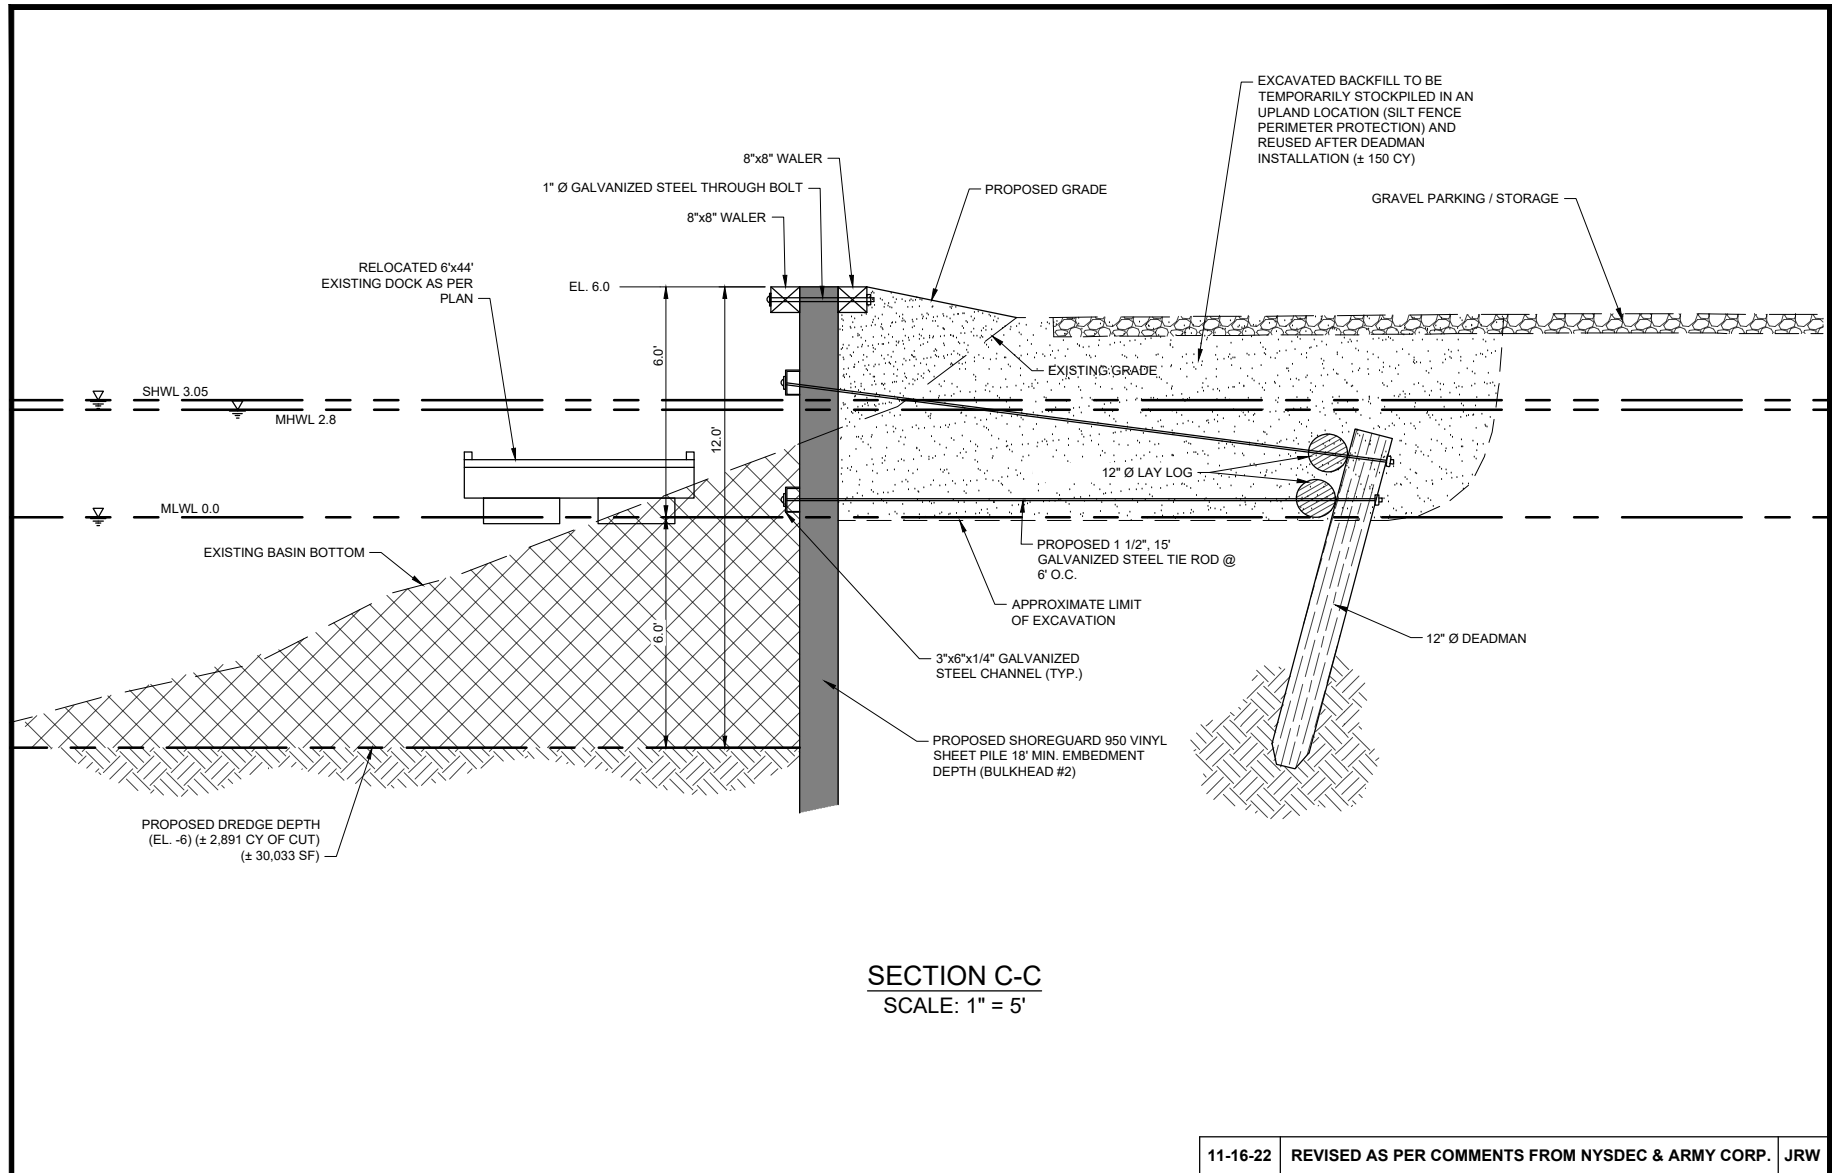 EXCAVATED BACKFILL TO BE
TEMPORARILY STOCKPILED IN AN
UPLAND LOCATION (SILT FENCE
PERIMETER PROTECTION) AND
REUSED AFTER DEADMAN
INSTALLATION (± 150 CY)
8"x8" WALER
1" Ø GALVANIZED STEEL THROUGH BOLT
8"x8" WALER
PROPOSED GRADE
GRAVEL PARKING / STORAGE
RELOCATED 6'x44'
EXISTING DOCK AS PER
PLAN
EL. 6.0
6.0'
12.0'
EXISTING GRADE
SHWL 3.05
MHWL 2.8
12" Ø LAY LOG
MLWL 0.0
EXISTING BASIN BOTTOM
PROPOSED 1 1/2", 15'
GALVANIZED STEEL TIE ROD @
6' O.C.
APPROXIMATE LIMIT
OF EXCAVATION
6.0'
12" Ø DEADMAN
3"x6"x1/4" GALVANIZED
STEEL CHANNEL (TYP.)
PROPOSED SHOREGUARD 950 VINYL
SHEET PILE 18' MIN. EMBEDMENT
DEPTH (BULKHEAD #2)
PROPOSED DREDGE DEPTH
(EL. -6) (± 2,891 CY OF CUT)
(± 30,033 SF)
SECTION C-C
SCALE: 1" = 5'
11-16-22 REVISED AS PER COMMENTS FROM NYSDEC & ARMY CORP. JRW